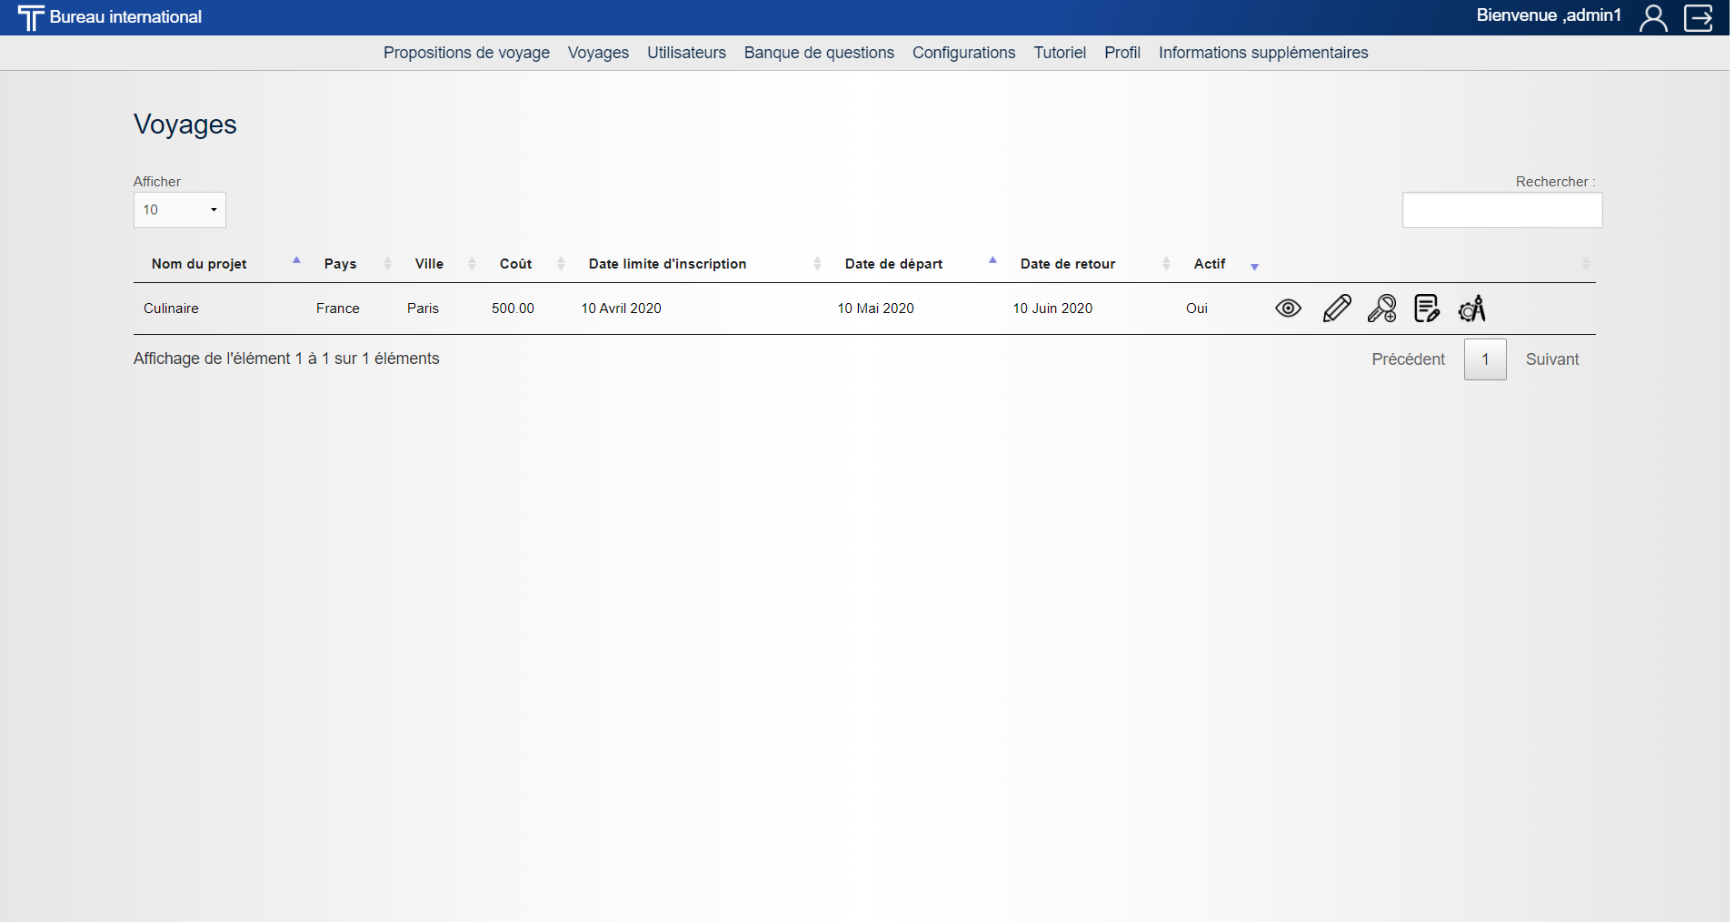 Bureau international
Bienvenue ,admin1
Propositions de voyage Voyages Utilisateurs Banque de questions Configurations Tutoriel Profil Informations supplémentaires
Voyages
Afficher
10
Rechercher :
Nom du projet Pays Ville Coût Date limite d'inscription Date de départ Date de retour Actif
Culinaire France Paris 500.00 10 Avril 2020 10 Mai 2020 10 Juin 2020 Oui
Affichage de l'élément 1 à 1 sur 1 éléments
Précédent 1 Suivant